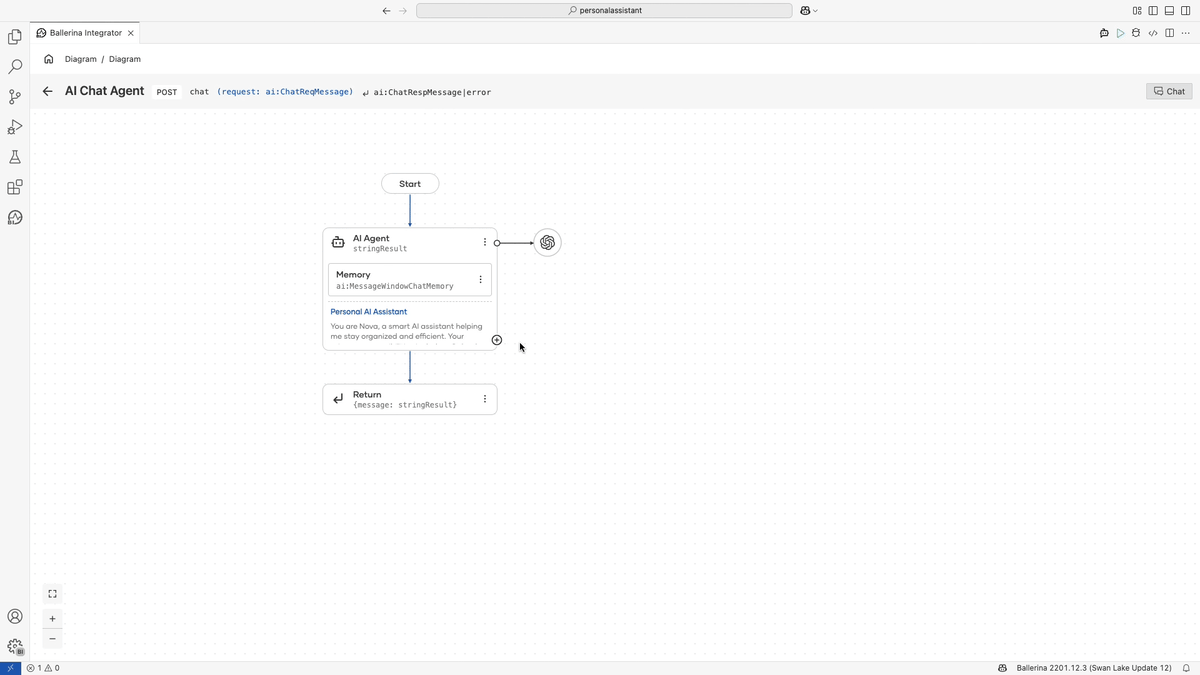 personalassistant
Ballerina Integrator
Diagram / Diagram
AI Chat Agent POST chat (request: ai:ChatReqMessage) ↵ ai:ChatRespMessage|error
Chat
Start
AI Agent
stringResult
Memory
ai:MessageWindowChatMemory
Personal AI Assistant
You are Nova, a smart AI assistant helping
me stay organized and efficient. Your
Return
{message: stringResult}
BI
1 0
Ballerina 2201.12.3 (Swan Lake Update 12)